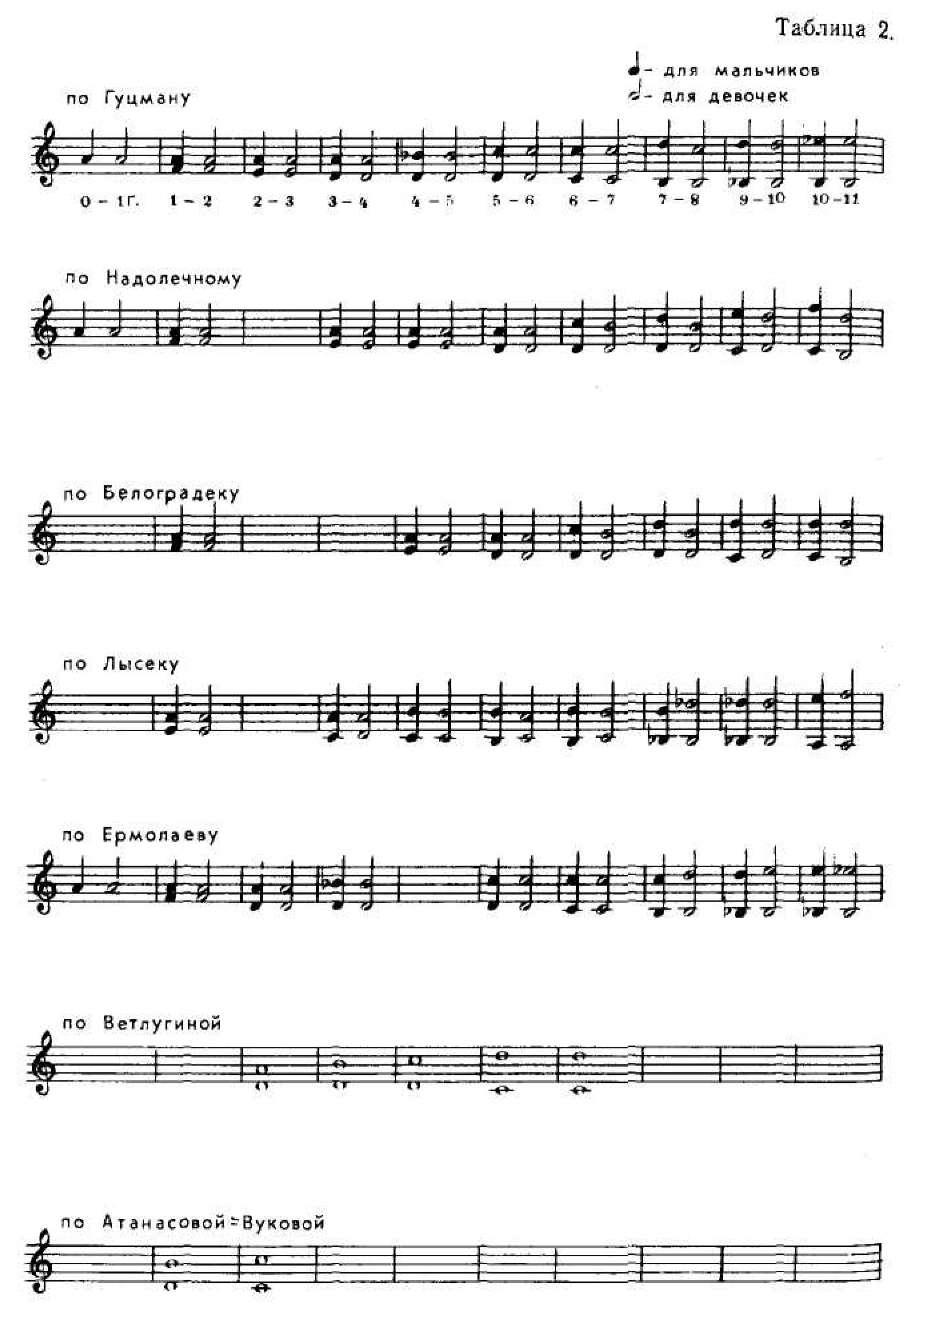 Таблица 2.
- для мальчиков
- для девочек
по Гуцману
0 - 1г. 1 - 2 2 - 3 3 - 4 4 - 5 5 - 6 6 - 7 7 - 8 9 - 10 10 - 11
по Надолечному
по Белоградеку
по Лысеку
по Ермолаеву
по Ветлугиной
по Атанасовой=Вуковой